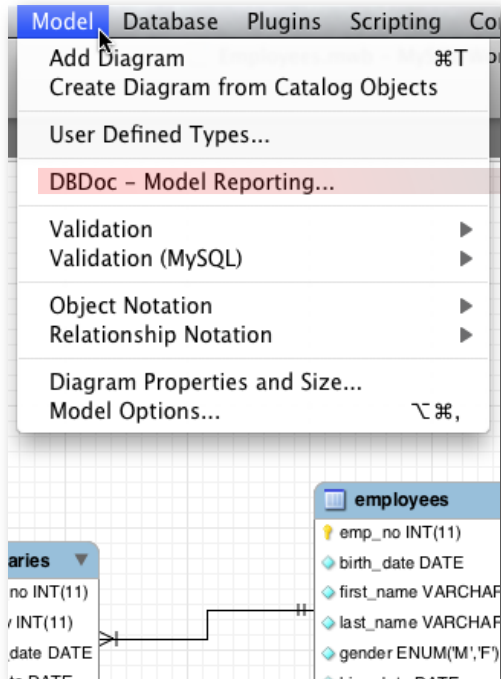 Model Database Plugins Scripting Co
Add Diagram ⌘T
Create Diagram from Catalog Objects
User Defined Types...
DBDoc – Model Reporting...
Validation
Validation (MySQL)
Object Notation
Relationship Notation
Diagram Properties and Size...
Model Options... ⌥⌘,
employees
emp_no INT(11)
birth_date DATE
first_name VARCHAR
last_name VARCHAR
gender ENUM('M','F')
aries
no INT(11)
INT(11)
date DATE